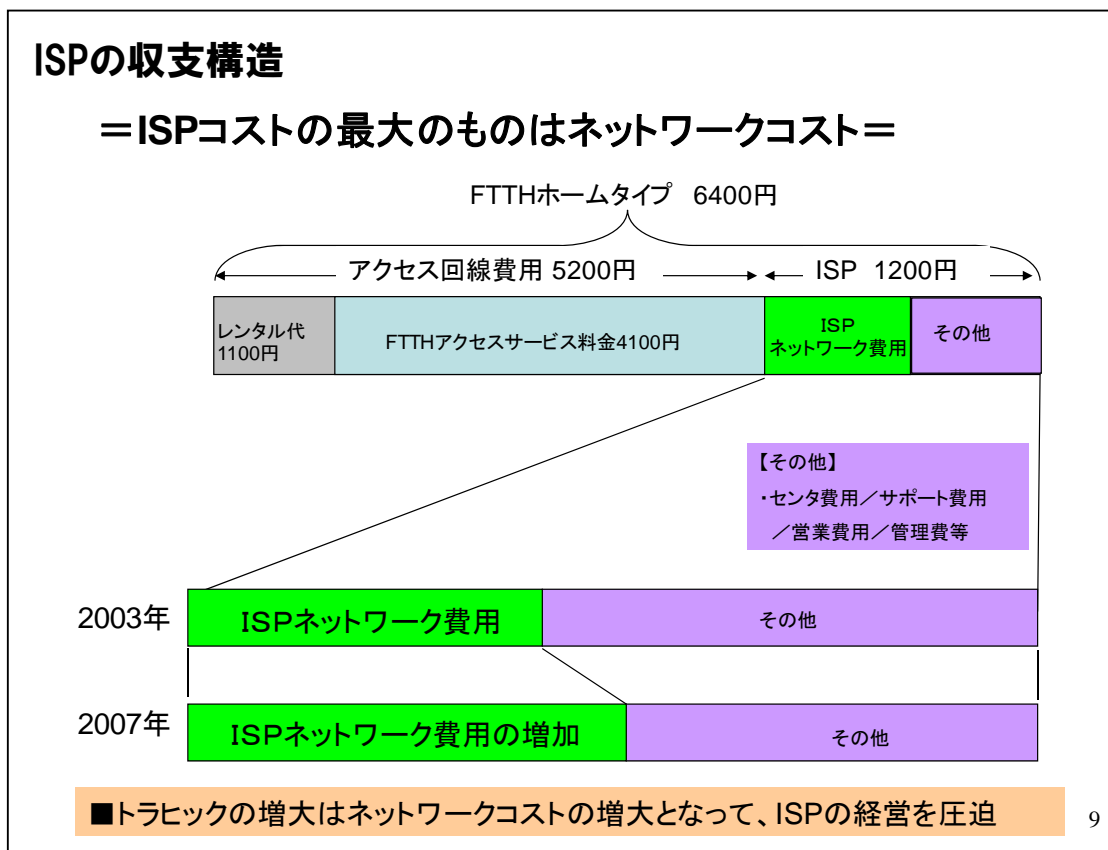 ISPの収支構造
＝ISPコストの最大のものはネットワークコスト＝
FTTHホームタイプ 6400円
アクセス回線費用 5200円
ISP 1200円
レンタル代
1100円
FTTHアクセスサービス料金4100円
ISP
ネットワーク費用
その他
【その他】
・センタ費用／サポート費用
／営業費用／管理費等
2003年
ISPネットワーク費用
その他
2007年
ISPネットワーク費用の増加
その他
■トラヒックの増大はネットワークコストの増大となって、ISPの経営を圧迫
9